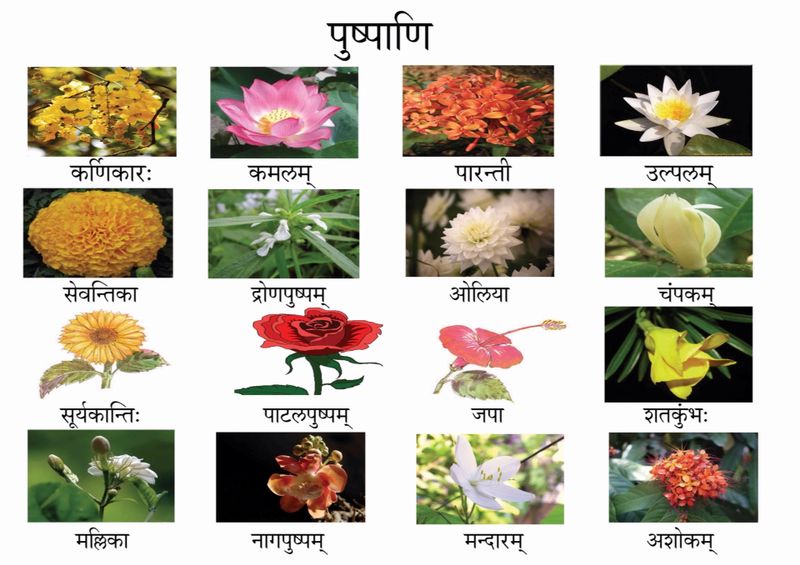 पुष्पाणि
कर्णिकारः कमलम् पारन्ती उत्पलम्
सेवन्तिका द्रोणपुष्पम् ओलिया चंपकम्
सूर्यकान्तिः पाटलपुष्पम् जपा शतकुंभः
मल्लिका नागपुष्पम् मन्दारम् अशोकम्